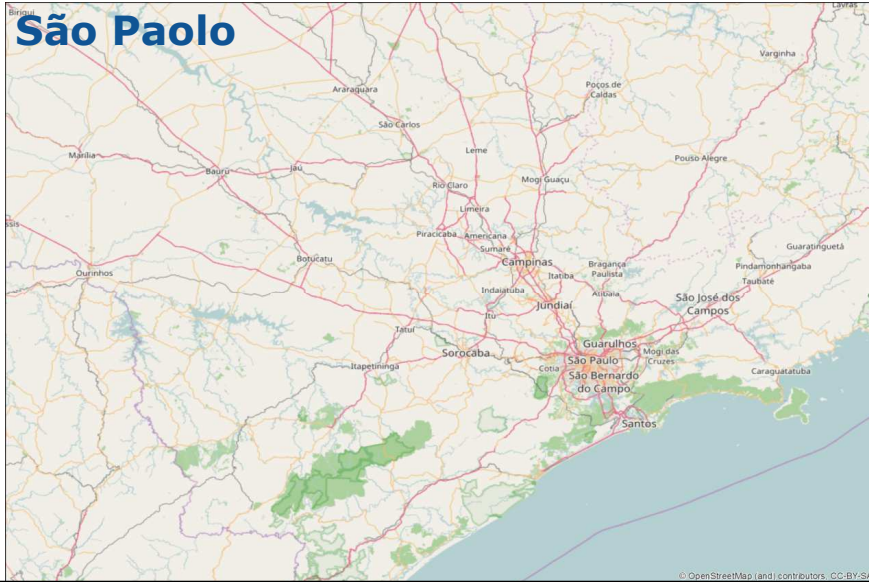 Birigui
Lavras
São Paolo
Varginha
Araraquara
Poços de
Caldas
São Carlos
Leme
Marília
Pouso Alegre
Bauru
Jaú
Rio Claro
Mogi Guaçu
Limeira
ssis
Piracicaba
Americana
Sumaré
Guaratinguetá
Botucatu
Campinas
Bragança
Paulista
Pindamonhangaba
Ourinhos
Itatiba
Taubaté
Indaiatuba
Atibaia
São José dos
Campos
Jundiaí
Itu
Tatuí
Guarulhos
Sorocaba
Mogi das
Cruzes
São Paulo
Itapetininga
Cotia
Caraguatatuba
São Bernardo
do Campo
Santos
© OpenStreetMap (and) contributors, CC-BY-SA